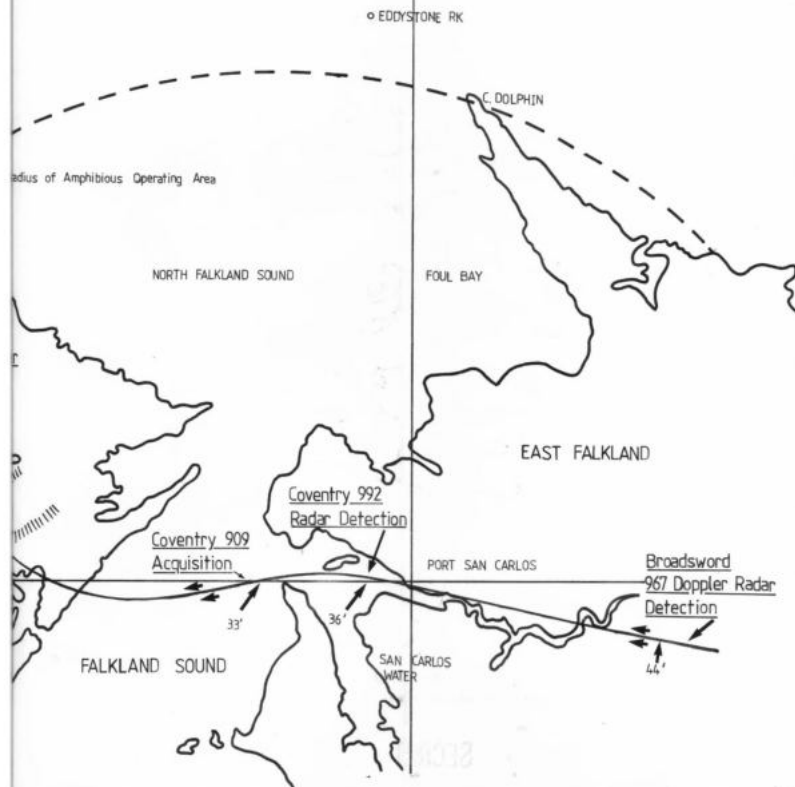 EDDYSTONE RK
C. DOLPHIN
adius of Amphibious Operating Area
NORTH FALKLAND SOUND
FOUL BAY
r
EAST FALKLAND
Coventry 992
Radar Detection
Coventry 909
Acquisition
PORT SAN CARLOS
Broadsword
967 Doppler Radar
Detection
33'
36'
44'
FALKLAND SOUND
SAN CARLOS
WATER